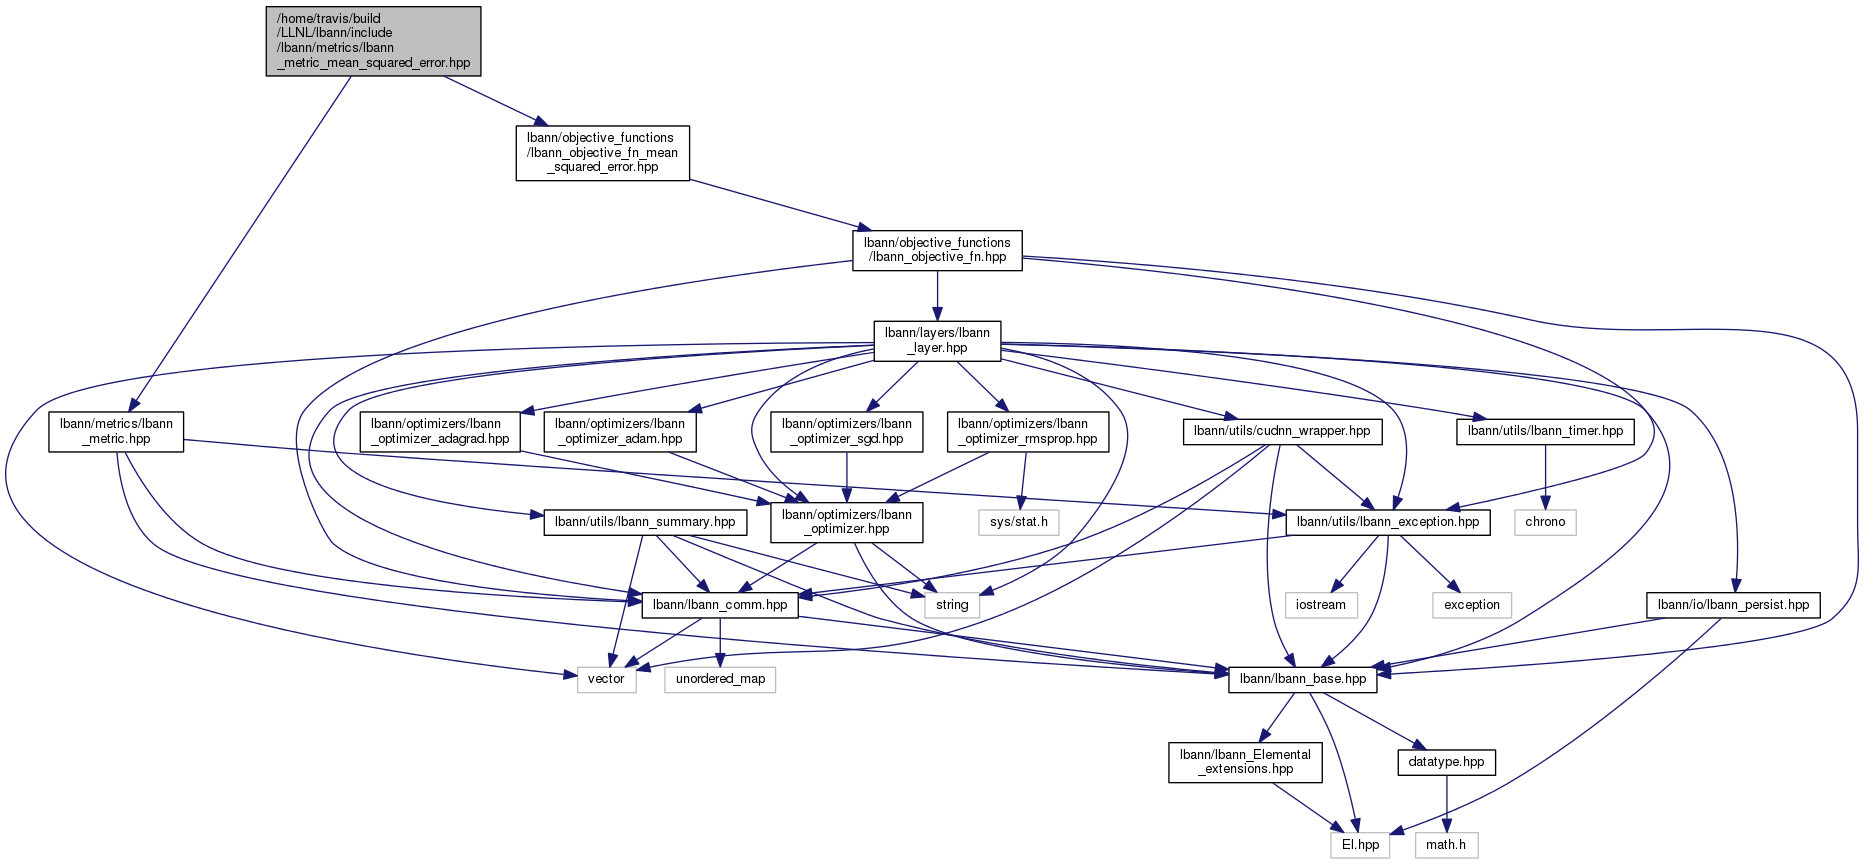 /home/travis/build
/LLNL/lbann/include
/lbann/metrics/lbann
_metric_mean_squared_error.hpp
lbann/objective_functions
/lbann_objective_fn_mean
_squared_error.hpp
lbann/objective_functions
/lbann_objective_fn.hpp
lbann/layers/lbann
_layer.hpp
lbann/metrics/lbann
_metric.hpp
lbann/optimizers/lbann
_optimizer_adagrad.hpp
lbann/optimizers/lbann
_optimizer_adam.hpp
lbann/optimizers/lbann
_optimizer_sgd.hpp
lbann/optimizers/lbann
_optimizer_rmsprop.hpp
lbann/utils/cudnn_wrapper.hpp
lbann/utils/lbann_timer.hpp
lbann/utils/lbann_summary.hpp
lbann/optimizers/lbann
_optimizer.hpp
sys/stat.h
lbann/utils/lbann_exception.hpp
chrono
lbann/lbann_comm.hpp
string
iostream
exception
lbann/io/lbann_persist.hpp
vector
unordered_map
lbann/lbann_base.hpp
lbann/lbann_Elemental
_extensions.hpp
datatype.hpp
El.hpp
math.h